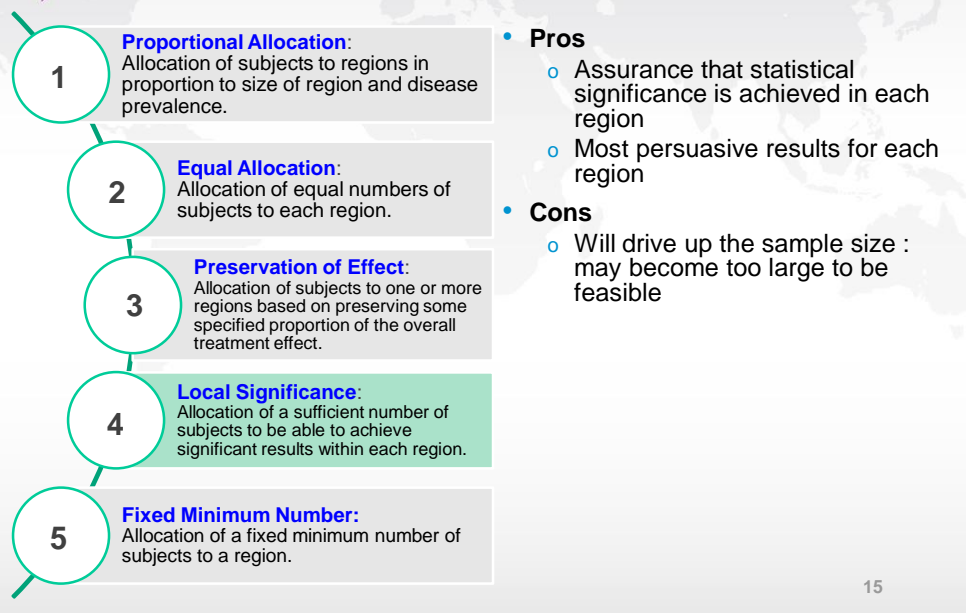 1
Proportional Allocation:
Allocation of subjects to regions in
proportion to size of region and disease
prevalence.
2
Equal Allocation:
Allocation of equal numbers of
subjects to each region.
3
Preservation of Effect:
Allocation of subjects to one or more
regions based on preserving some
specified proportion of the overall
treatment effect.
4
Local Significance:
Allocation of a sufficient number of
subjects to be able to achieve
significant results within each region.
5
Fixed Minimum Number:
Allocation of a fixed minimum number of
subjects to a region.
• Pros
o Assurance that statistical
significance is achieved in each
region
o Most persuasive results for each
region
• Cons
o Will drive up the sample size :
may become too large to be
feasible
15